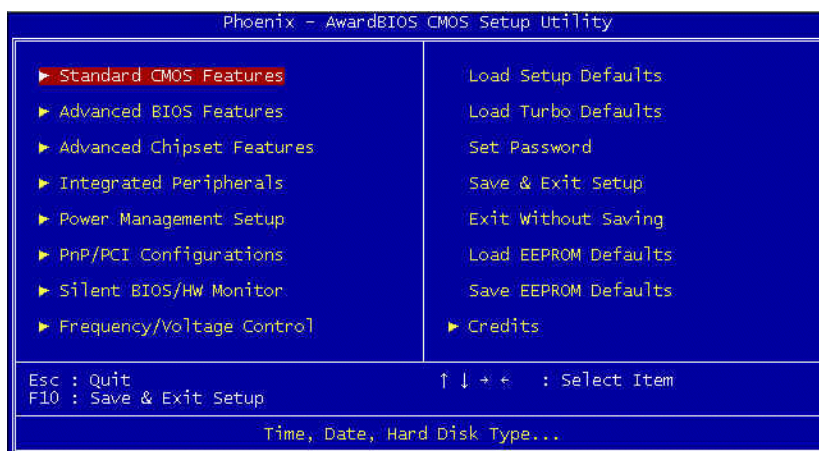 Phoenix - AwardBIOS CMOS Setup Utility
► Standard CMOS Features
► Advanced BIOS Features
► Advanced Chipset Features
► Integrated Peripherals
► Power Management Setup
► PnP/PCI Configurations
► Silent BIOS/HW Monitor
► Frequency/Voltage Control
Load Setup Defaults
Load Turbo Defaults
Set Password
Save & Exit Setup
Exit Without Saving
Load EEPROM Defaults
Save EEPROM Defaults
► Credits
Esc : Quit
F10 : Save & Exit Setup
↑ ↓ → ← : Select Item
Time, Date, Hard Disk Type...